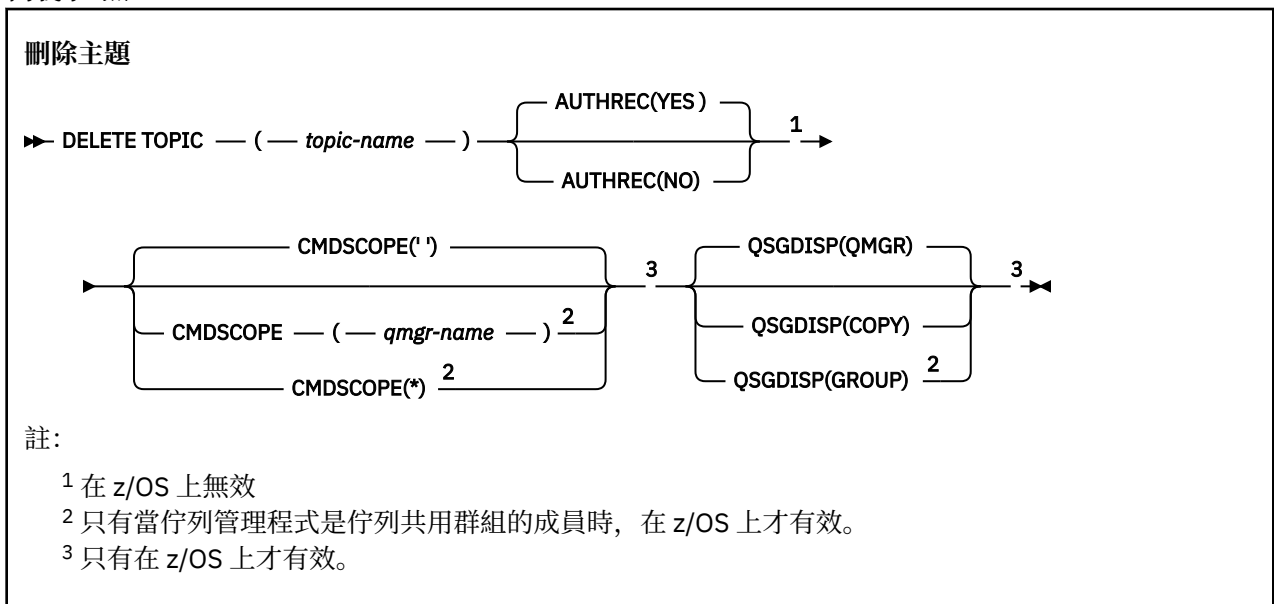 刪除主題
AUTHREC(YES )
DELETE TOPIC ( topic-name ) 1
AUTHREC(NO)
CMDSCOPE(' ') QSGDISP(QMGR)
3 3
CMDSCOPE ( qmgr-name ) 2 QSGDISP(COPY)
CMDSCOPE(*) 2 QSGDISP(GROUP) 2
註：
1 在 z/OS 上無效
2 只有當佇列管理程式是佇列共用群組的成員時，在 z/OS 上才有效。
3 只有在 z/OS 上才有效。